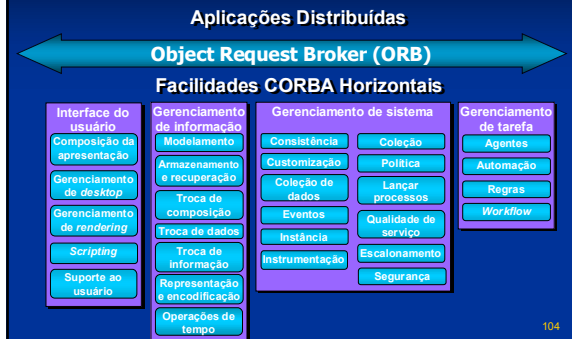 Aplicações Distribuídas
Object Request Broker (ORB)
Facilidades CORBA Horizontais
Interface do
usuário
Composição da
apresentação
Gerenciamento
de desktop
Gerenciamento
de rendering
Scripting
Suporte ao
usuário
Gerenciamento
de informação
Modelamento
Armazenamento
e recuperação
Troca de
composição
Troca de dados
Troca de
informação
Representação
e encodificação
Operações de
tempo
Gerenciamento de sistema
Consistência
Customização
Coleção de
dados
Eventos
Instância
Instrumentação
Coleção
Política
Lançar
processos
Qualidade de
serviço
Escalonamento
Segurança
Gerenciamento
de tarefa
Agentes
Automação
Regras
Workflow
104